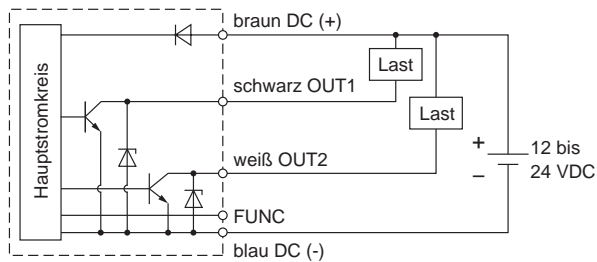 braun DC (+)
Last
schwarz OUT1
Last
Hauptstromkreis
+
12 bis
24 VDC
–
weiß OUT2
FUNC
blau DC (-)